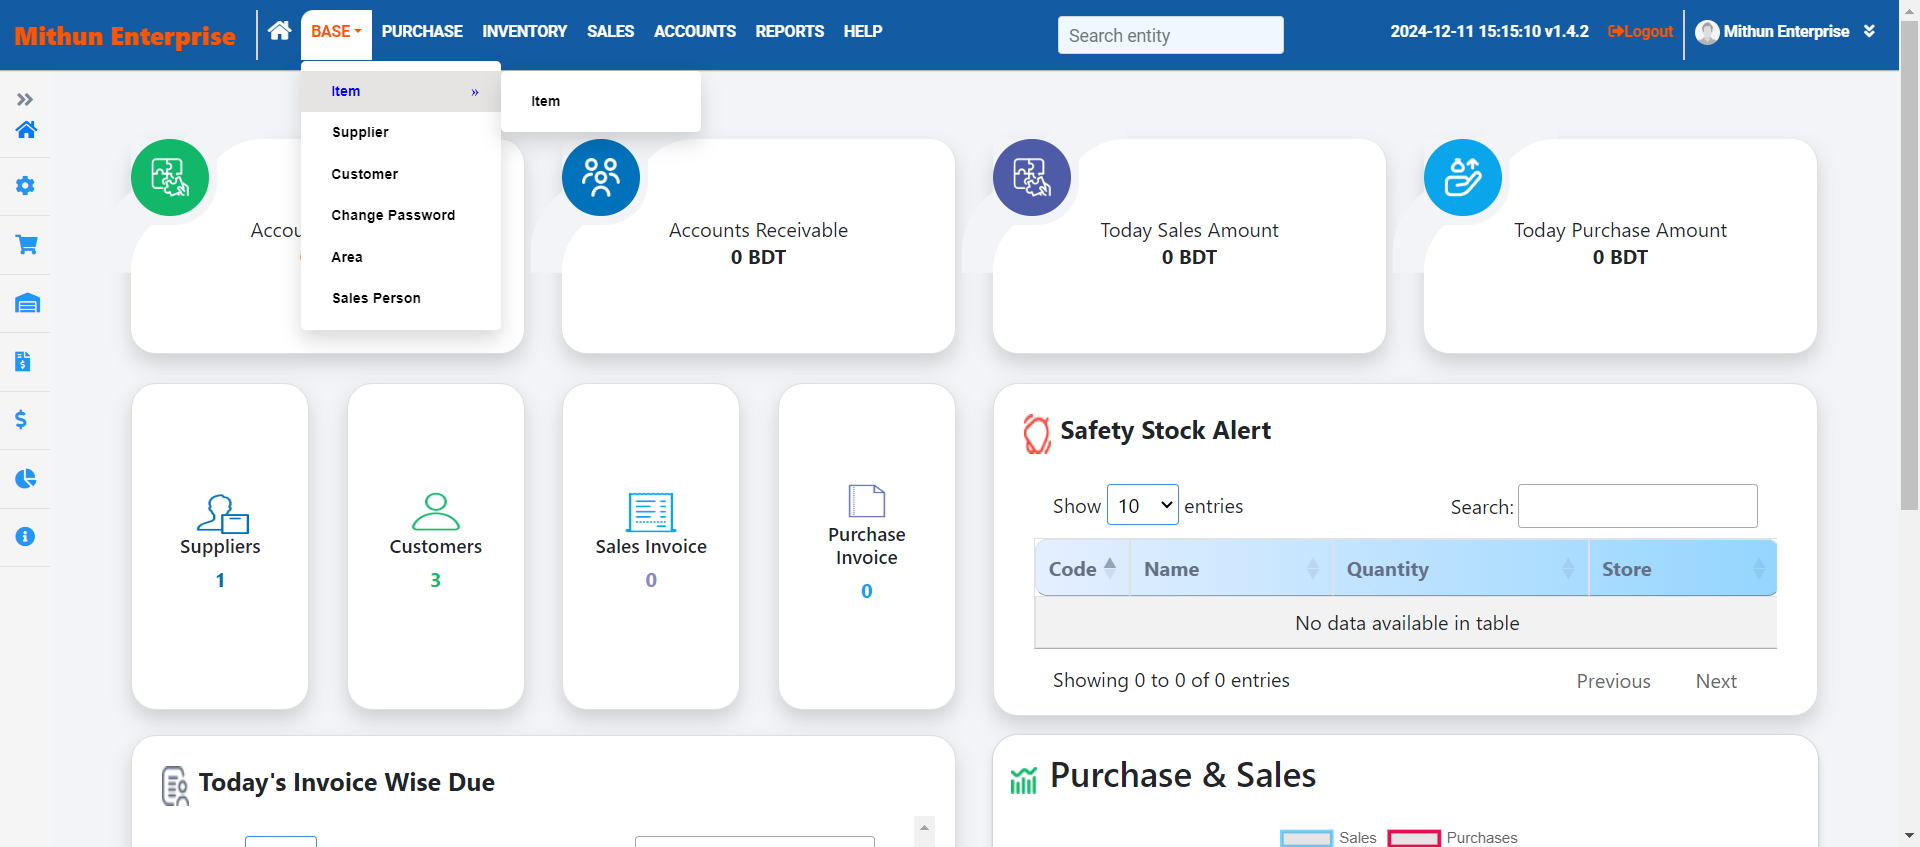 Mithun Enterprise
BASE PURCHASE INVENTORY SALES ACCOUNTS REPORTS HELP
Search entity
2024-12-11 15:15:10 v1.4.2
Logout
Mithun Enterprise
Item »
Item
Supplier
Customer
Change Password
Area
Sales Person
Accounts Receivable
0 BDT
Today Sales Amount
0 BDT
Today Purchase Amount
0 BDT
Suppliers
1
Customers
3
Sales Invoice
0
Purchase
Invoice
0
Safety Stock Alert
Show 10 entries
Search:
Code Name Quantity Store
No data available in table
Showing 0 to 0 of 0 entries
Previous Next
Today's Invoice Wise Due
Purchase & Sales
Sales Purchases